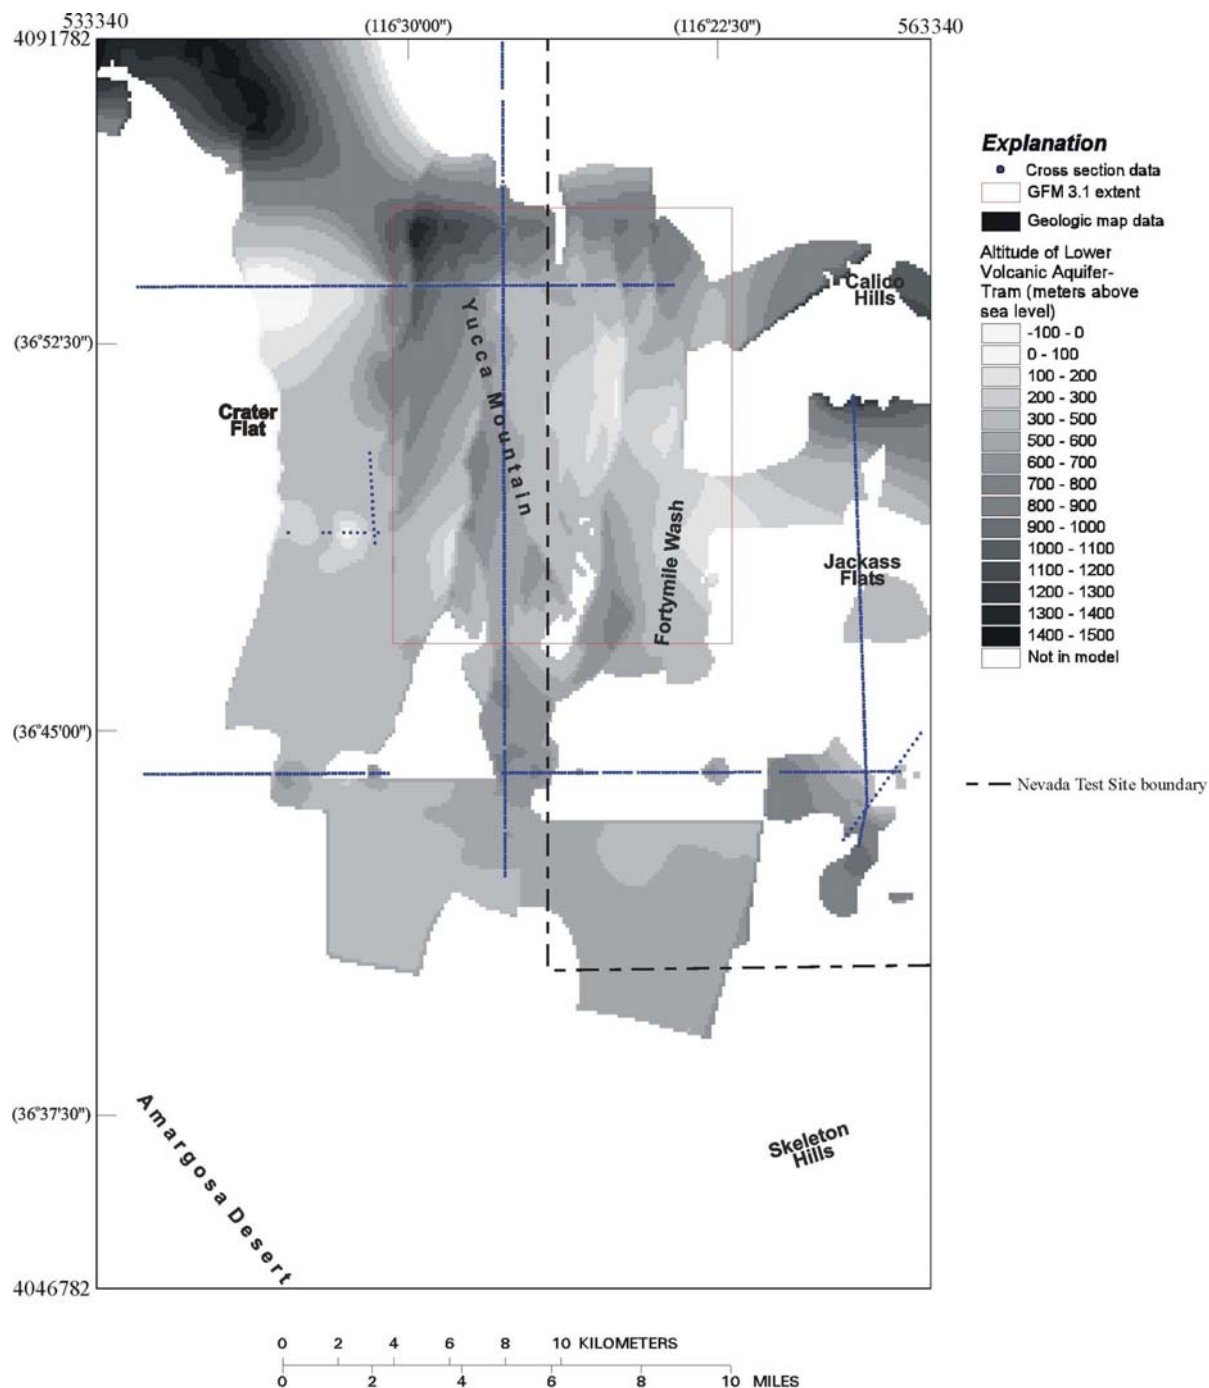 533340
(116°30'00")
(116°22'30")
563340
4091782
(36°52'30")
(36°45'00")
(36°37'30")
4046782
Yucca Mountain
Crater
Flat
Fortymile Wash
Calico
Hills
Jackass
Flats
Amargosa Desert
Skeleton
Hills
Explanation
Cross section data
GFM 3.1 extent
Geologic map data
Altitude of Lower
Volcanic Aquifer-
Tram (meters above
sea level)
-100 - 0
0 - 100
100 - 200
200 - 300
300 - 500
500 - 600
600 - 700
700 - 800
800 - 900
900 - 1000
1000 - 1100
1100 - 1200
1200 - 1300
1300 - 1400
1400 - 1500
Not in model
Nevada Test Site boundary
0 2 4 6 8 10 KILOMETERS
0 2 4 6 8 10 MILES